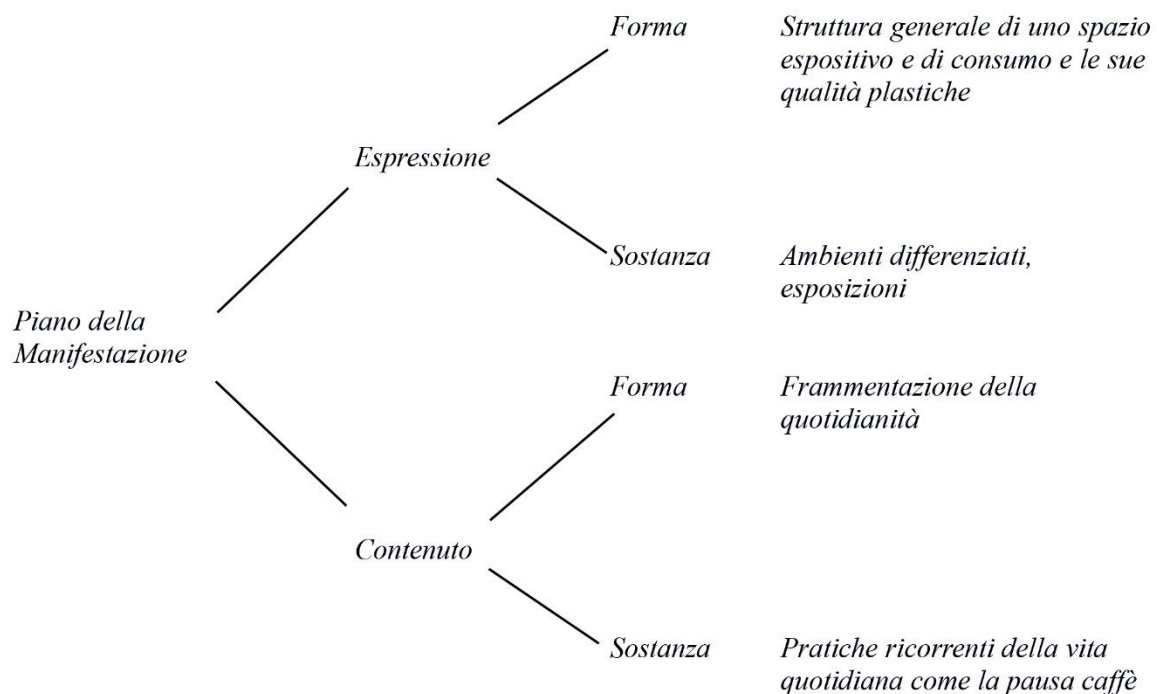 Forma
Struttura generale di uno spazio
espositivo e di consumo e le sue
qualità plastiche
Espressione
Sostanza
Ambienti differenziati,
esposizioni
Piano della
Manifestazione
Forma
Frammentazione della
quotidianità
Contenuto
Sostanza
Pratiche ricorrenti della vita
quotidiana come la pausa caffè